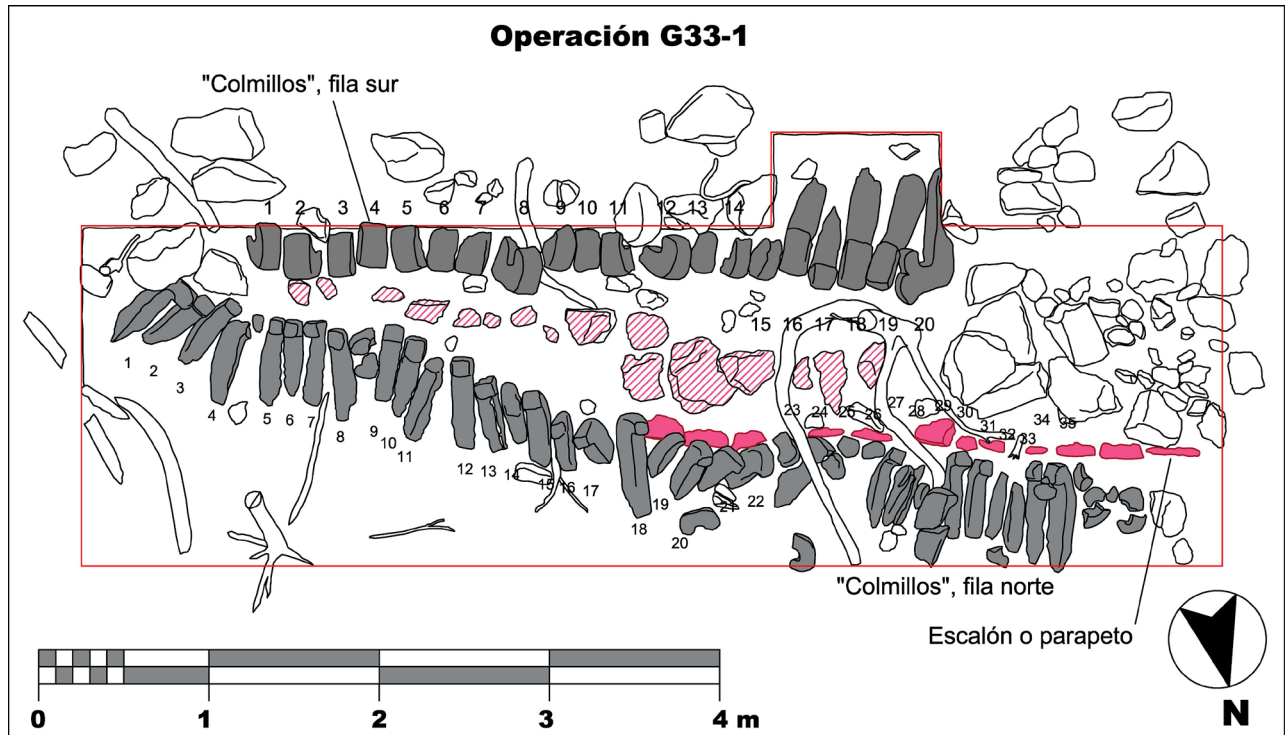 Operación G33-1
"Colmillos", fila sur
1 2 3 4 5 6 7 8 9 10 11 12 13 14
15 16 17 18 19 20
1 2 3 4 5 6 7 8 9 10 11 12 13 14 15 16 17 18 19 20 21 22 23 24 25 26 27 28 29 30 31 32 33 34 35
"Colmillos", fila norte
Escalón o parapeto
0 1 2 3 4 m
N